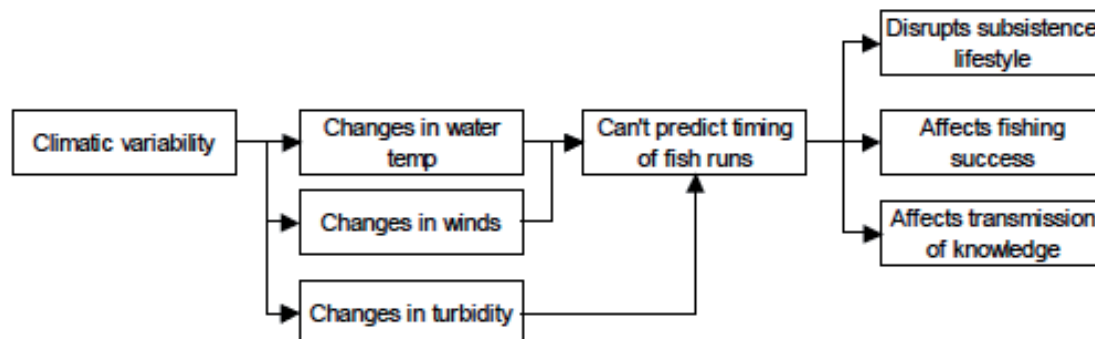 Disrupts subsistence
lifestyle
Climatic variability
Changes in water
temp
Can't predict timing
of fish runs
Affects fishing
success
Changes in winds
Affects transmission
of knowledge
Changes in turbidity